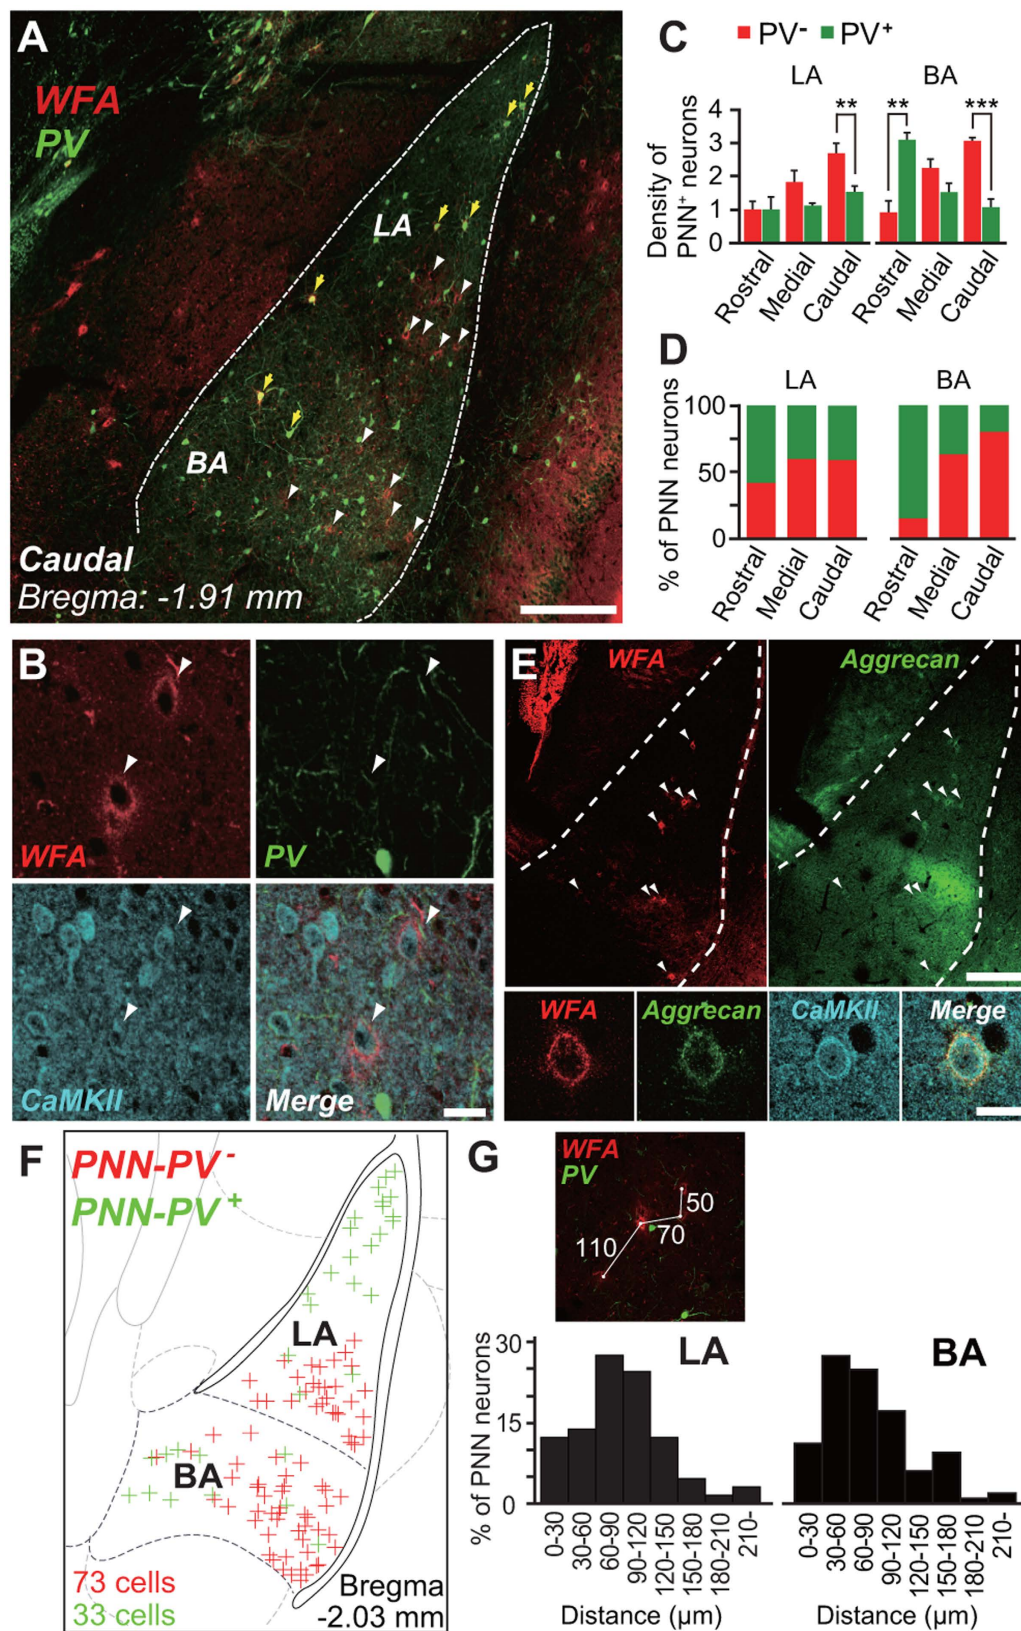 A
WFA
PV
LA
BA
Caudal
Bregma: -1.91 mm
C
PV- PV+
LA BA
Density of
PNN+ neurons
4
3
2
1
0
** ** ***
Rostral Medial Caudal Rostral Medial Caudal
D
LA BA
% of PNN neurons
100
50
0
Rostral Medial Caudal Rostral Medial Caudal
B
WFA PV
CaMKII Merge
E
WFA Aggrecan
WFA Aggrecan CaMKII Merge
F
PNN-PV-
PNN-PV+
LA
BA
73 cells
33 cells
Bregma
-2.03 mm
G
WFA
PV
50
70
110
LA BA
% of PNN neurons
30
15
0
0-30 30-60 60-90 90-120 120-150 150-180 180-210 210-
0-30 30-60 60-90 90-120 120-150 150-180 180-210 210-
Distance (μm) Distance (μm)